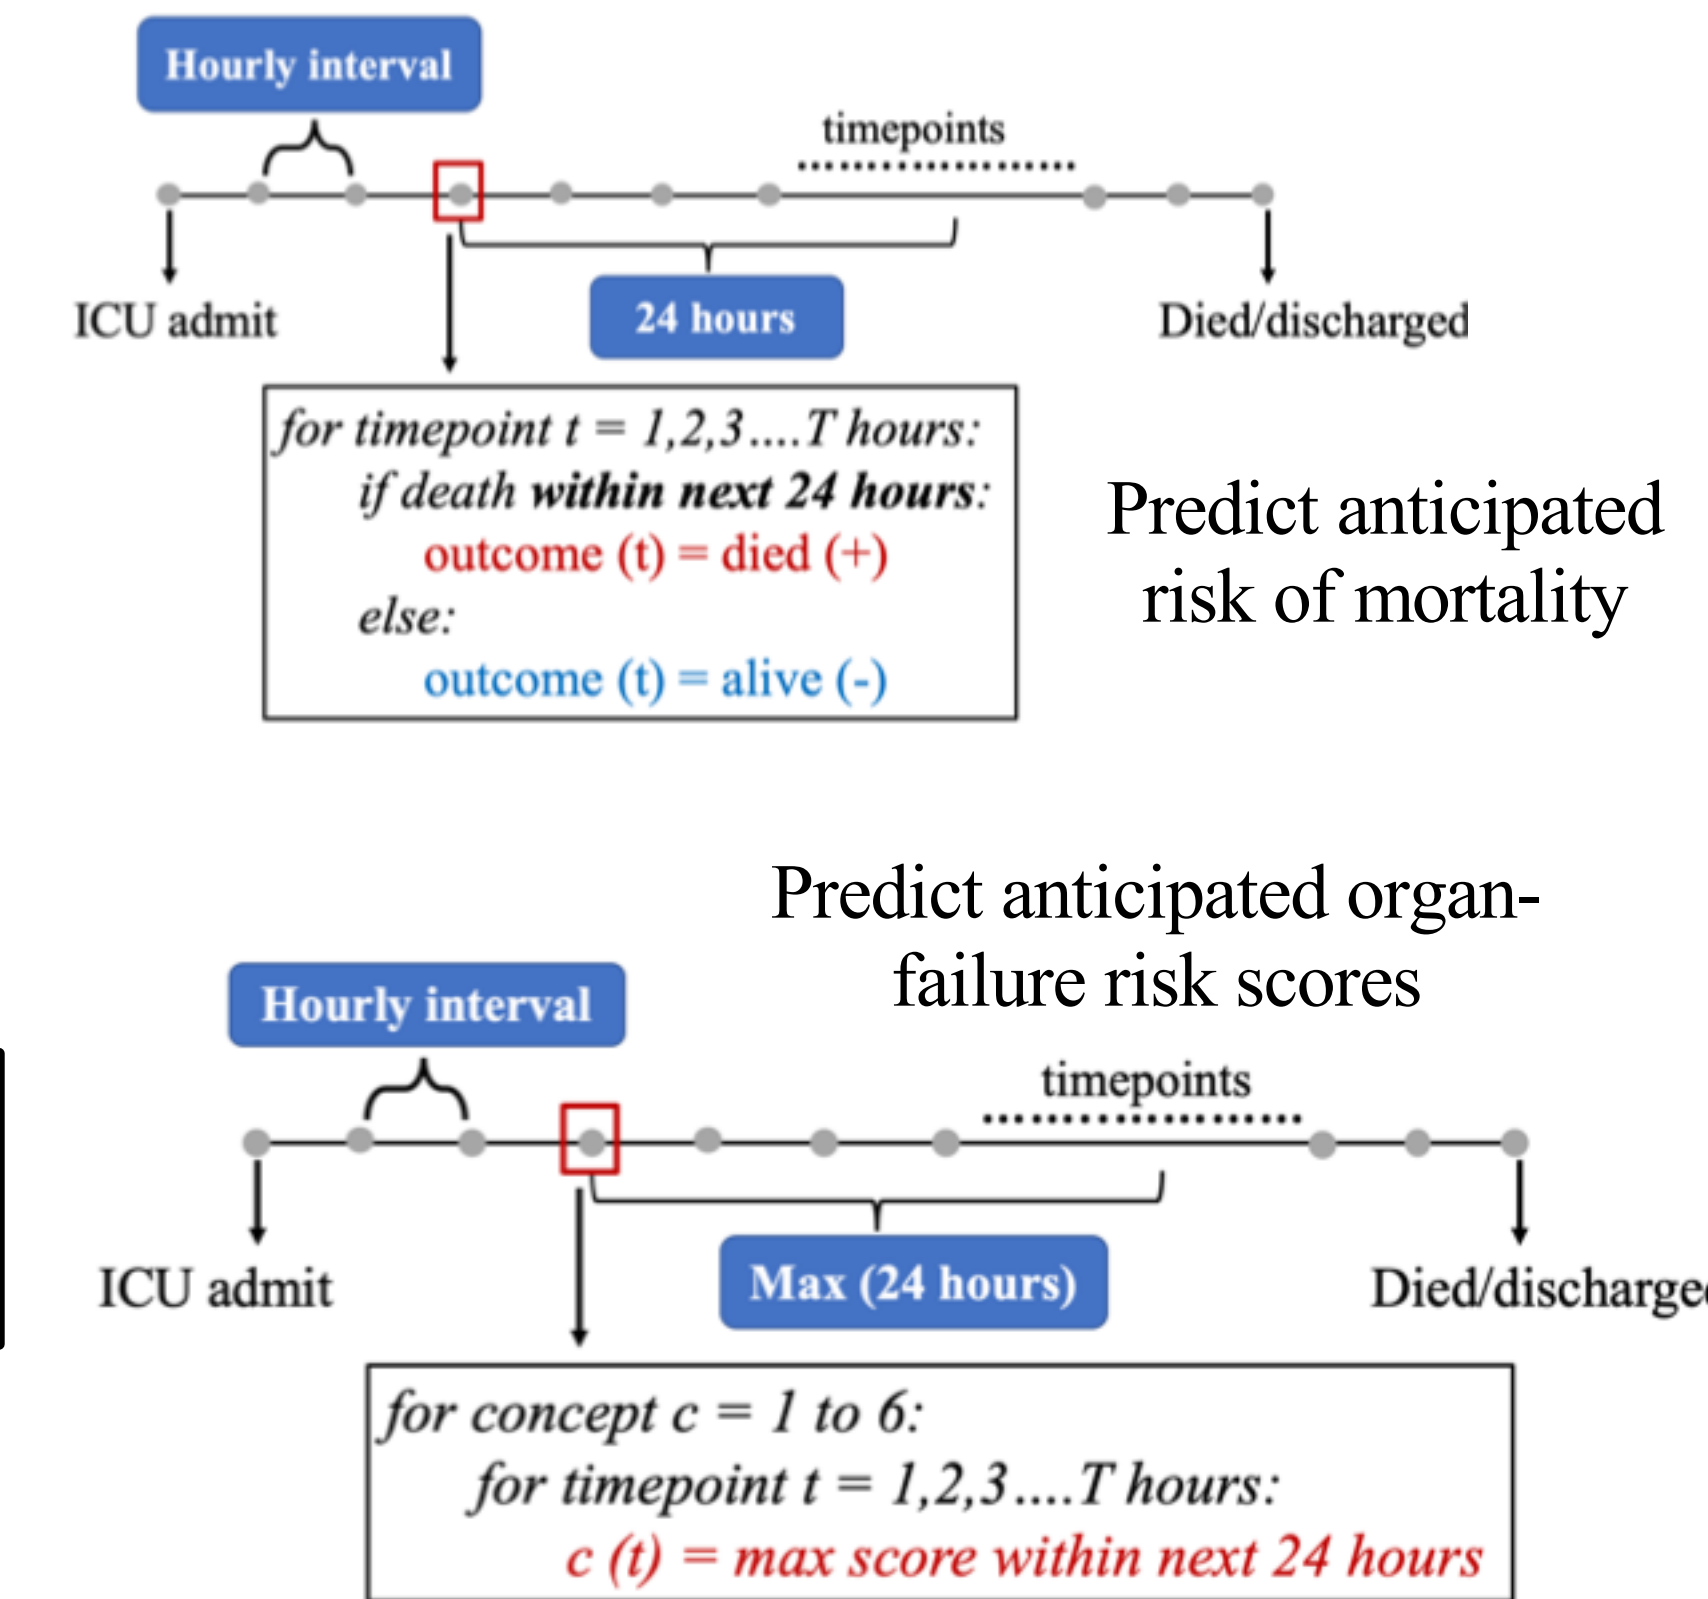 Hourly interval
timepoints
ICU admit
24 hours
Died/discharged
for timepoint t = 1,2,3....T hours:
if death within next 24 hours:
outcome (t) = died (+)
else:
outcome (t) = alive (-)
Predict anticipated
risk of mortality
Predict anticipated organ-
failure risk scores
Hourly interval
timepoints
ICU admit
Max (24 hours)
Died/discharged
for concept c = 1 to 6:
for timepoint t = 1,2,3....T hours:
c (t) = max score within next 24 hours